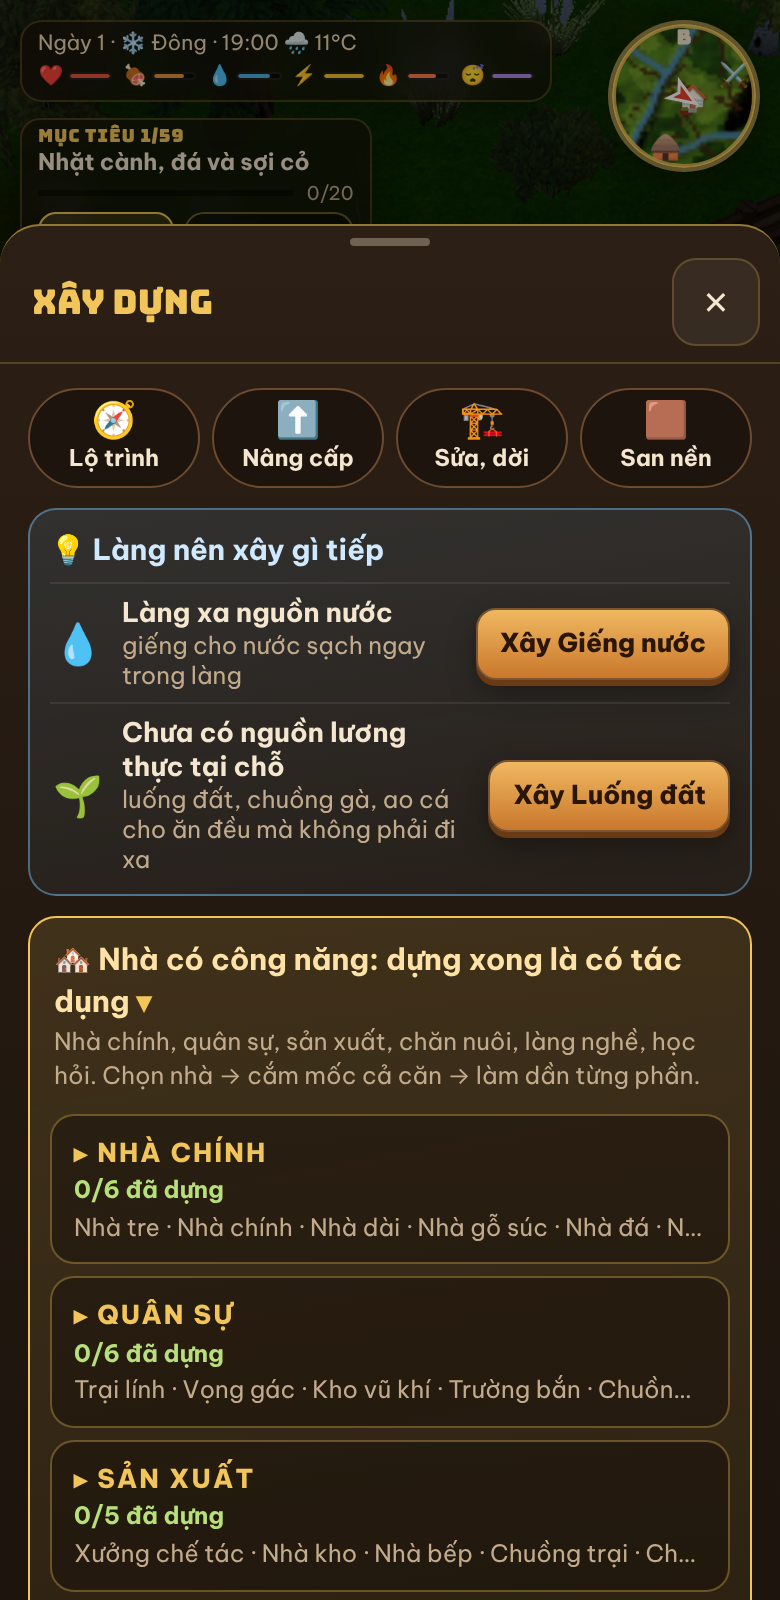 Ngày 1 · Đông · 19:00 11°C
MỤC TIÊU 1/59
Nhặt cành, đá và sợi cỏ
0/20
B
XÂY DỰNG
×
Lộ trình
Nâng cấp
Sửa, dời
San nền
Làng nên xây gì tiếp
Làng xa nguồn nước
giếng cho nước sạch ngay
trong làng
Xây Giếng nước
Chưa có nguồn lương
thực tại chỗ
luống đất, chuồng gà, ao cá
cho ăn đều mà không phải đi
xa
Xây Luống đất
Nhà có công năng: dựng xong là có tác
dụng ▾
Nhà chính, quân sự, sản xuất, chăn nuôi, làng nghề, học
hỏi. Chọn nhà → cắm mốc cả căn → làm dần từng phần.
▸ NHÀ CHÍNH
0/6 đã dựng
Nhà tre · Nhà chính · Nhà dài · Nhà gỗ súc · Nhà đá · N...
▸ QUÂN SỰ
0/6 đã dựng
Trại lính · Vọng gác · Kho vũ khí · Trường bắn · Chuồn...
▸ SẢN XUẤT
0/5 đã dựng
Xưởng chế tác · Nhà kho · Nhà bếp · Chuồng trại · Ch...